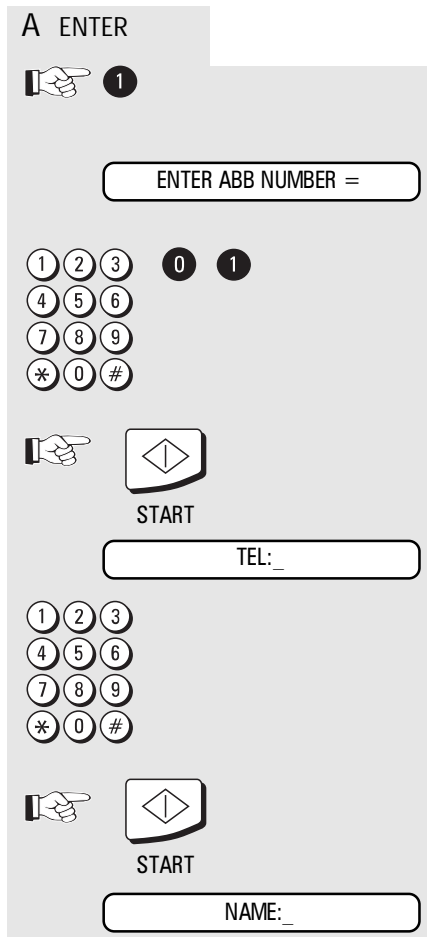 A ENTER
1
ENTER ABB NUMBER =
1 2 3 0 1
4 5 6
7 8 9
* 0 #
START
TEL:_
1 2 3
4 5 6
7 8 9
* 0 #
START
NAME:_